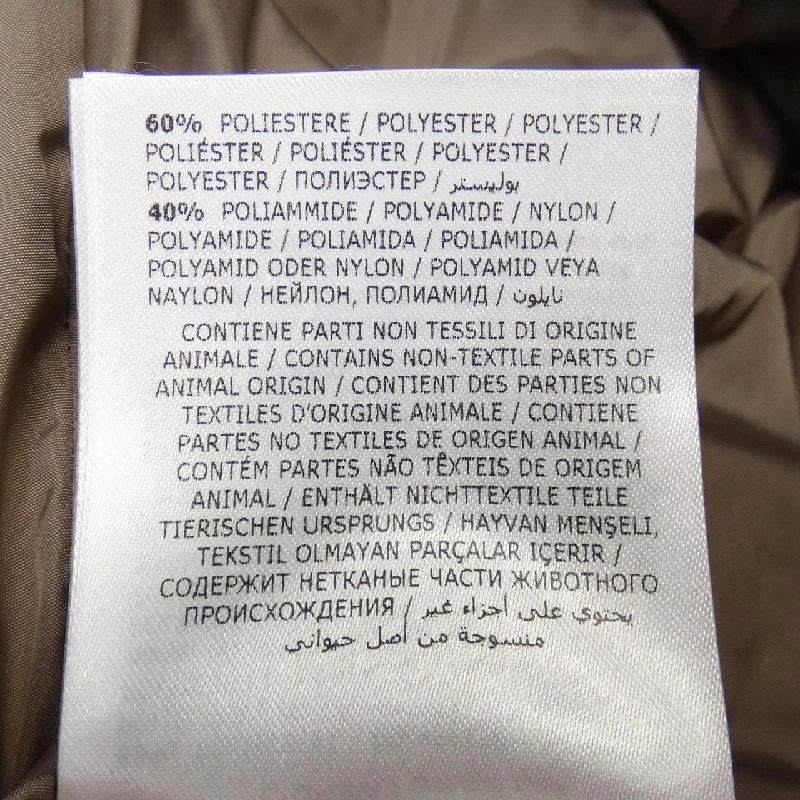 60% POLIESTERE / POLYESTER / POLYESTER /
POLIÉSTER / POLIÉSTER / POLYESTER /
POLYESTER / ПОЛИЭСТЕР / بوليستر
40% POLIAMMIDE / POLYAMIDE / NYLON /
POLYAMIDE / POLIAMIDA / POLIAMIDA /
POLYAMID ODER NYLON / POLYAMID VEYA
NAYLON / НЕЙЛОН, ПОЛИАМИД / نايلون
CONTIENE PARTI NON TESSILI DI ORIGINE
ANIMALE / CONTAINS NON-TEXTILE PARTS OF
ANIMAL ORIGIN / CONTIENT DES PARTIES NON
TEXTILES D'ORIGINE ANIMALE / CONTIENE
PARTES NO TEXTILES DE ORIGEN ANIMAL /
CONTÉM PARTES NÃO TÊXTEIS DE ORIGEM
ANIMAL / ENTHÄLT NICHTTEXTILE TEILE
TIERISCHEN URSPRUNGS / HAYVAN MENŞELİ,
TEKSTIL OLMAYAN PARÇALAR IÇERIR /
СОДЕРЖИТ НЕТКАНЫЕ ЧАСТИ ЖИВОТНОГО
ПРОИСХОЖДЕНИЯ / يحتوي على أجزاء غير
منسوجة من أصل حيواني